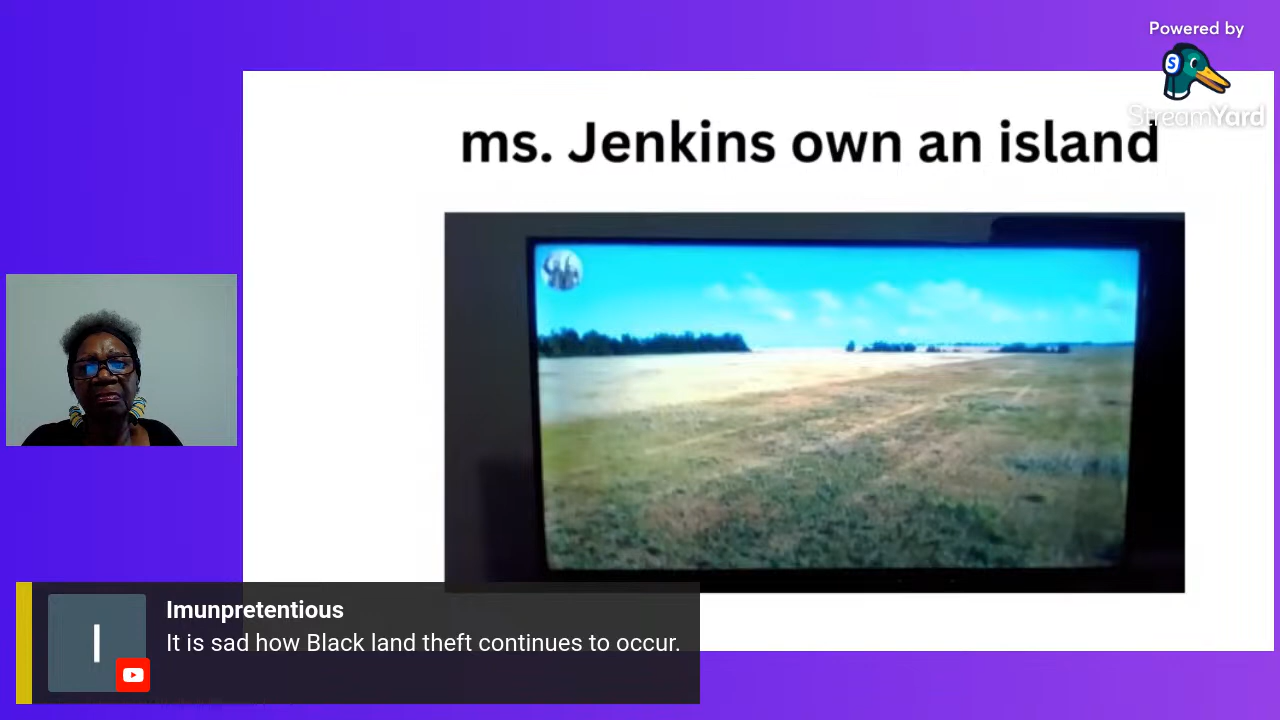 Powered by
StreamYard
ms. Jenkins own an island
I
Imunpretentious
It is sad how Black land theft continues to occur.